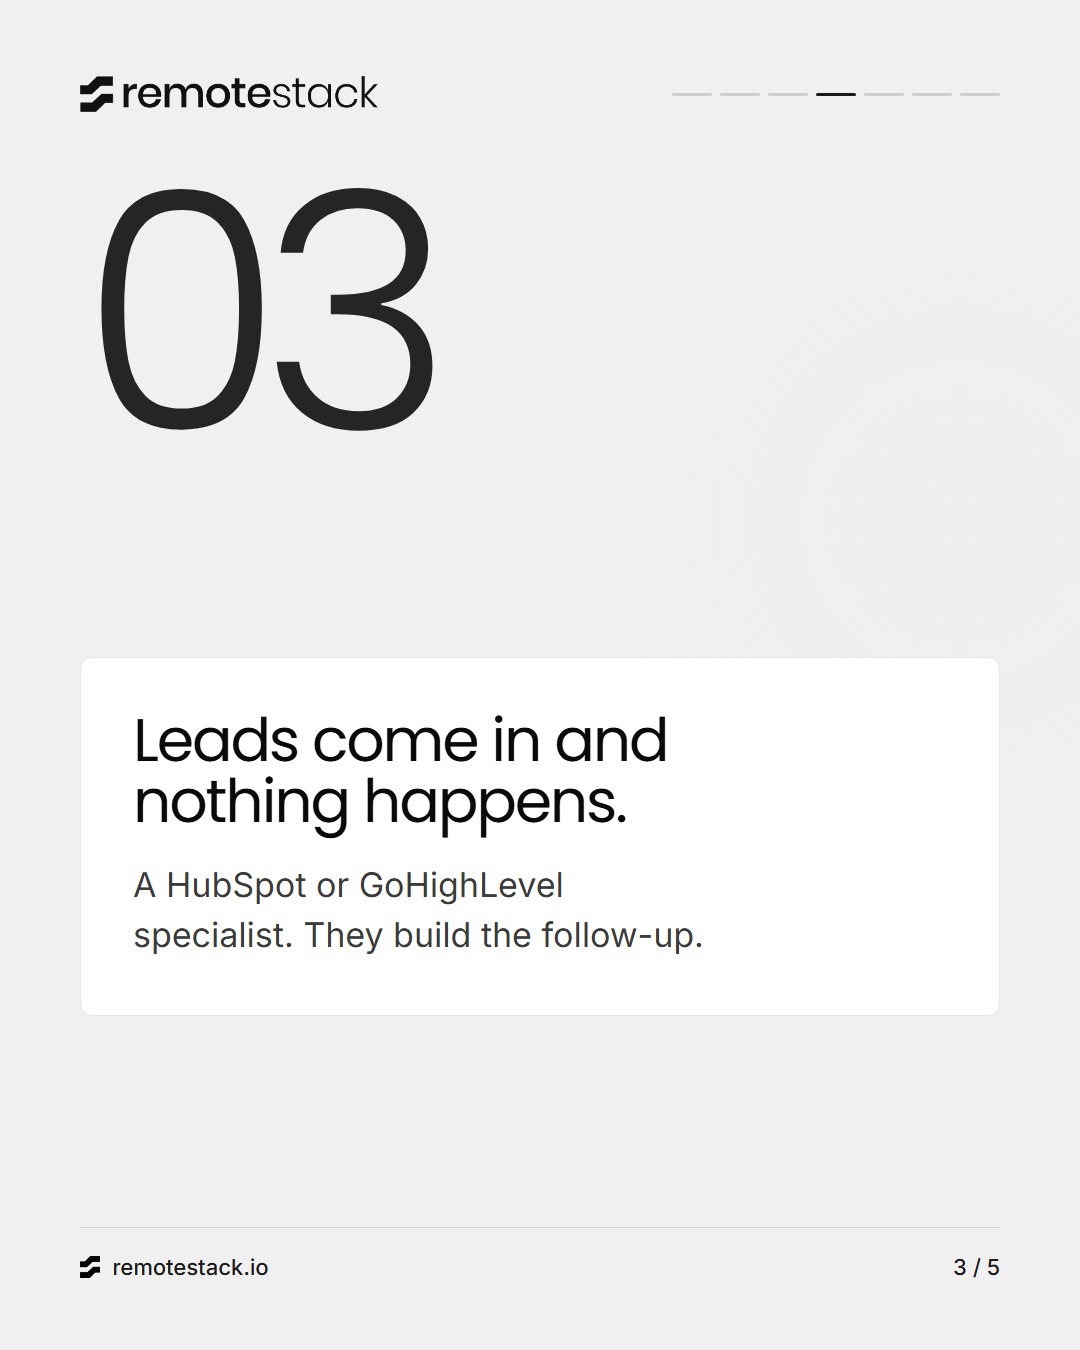 remotestack
03
Leads come in and
nothing happens.
A HubSpot or GoHighLevel
specialist. They build the follow-up.
remotestack.io
3 / 5